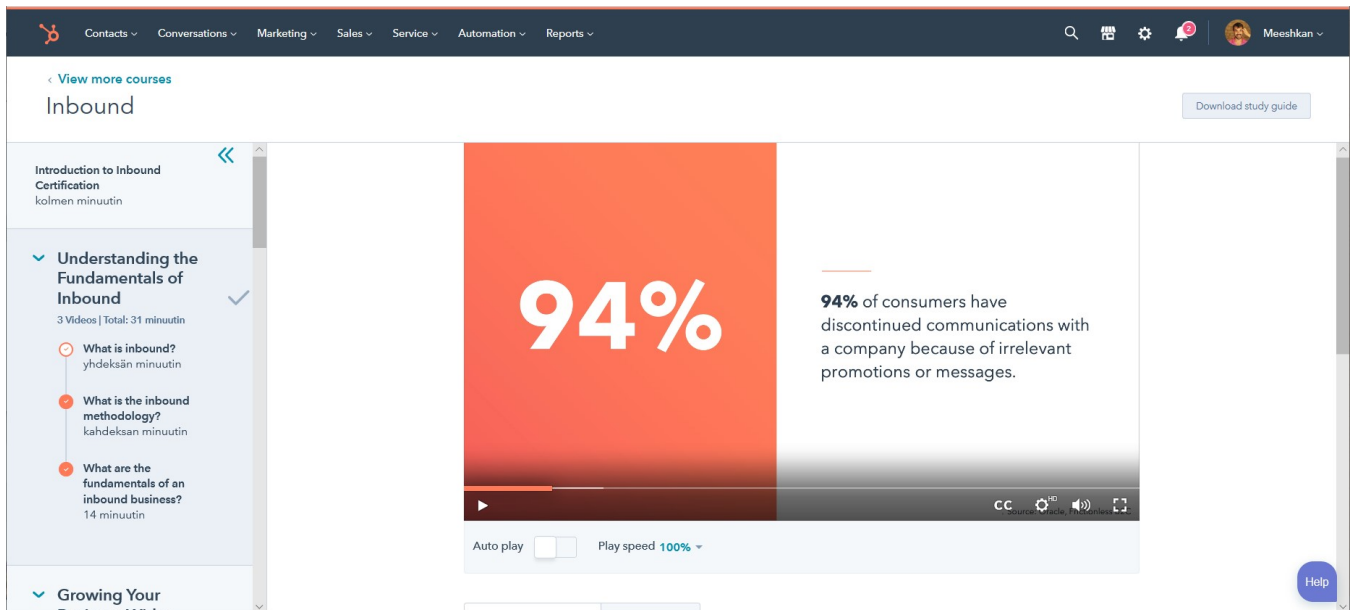 Contacts Conversations Marketing Sales Service Automation Reports 2 Meeshkan
View more courses
Inbound
Download study guide
Introduction to Inbound
Certification
kolmen minuutin
Understanding the
Fundamentals of
Inbound
3 Videos | Total: 31 minuutin
What is inbound?
yhdeksän minuutin
What is the inbound
methodology?
kahdeksan minuutin
What are the
fundamentals of an
inbound business?
14 minuutin
Growing Your
94%
94% of consumers have
discontinued communications with
a company because of irrelevant
promotions or messages.
CC HD
Source: Oracle,
Auto play Play speed 100%
Help